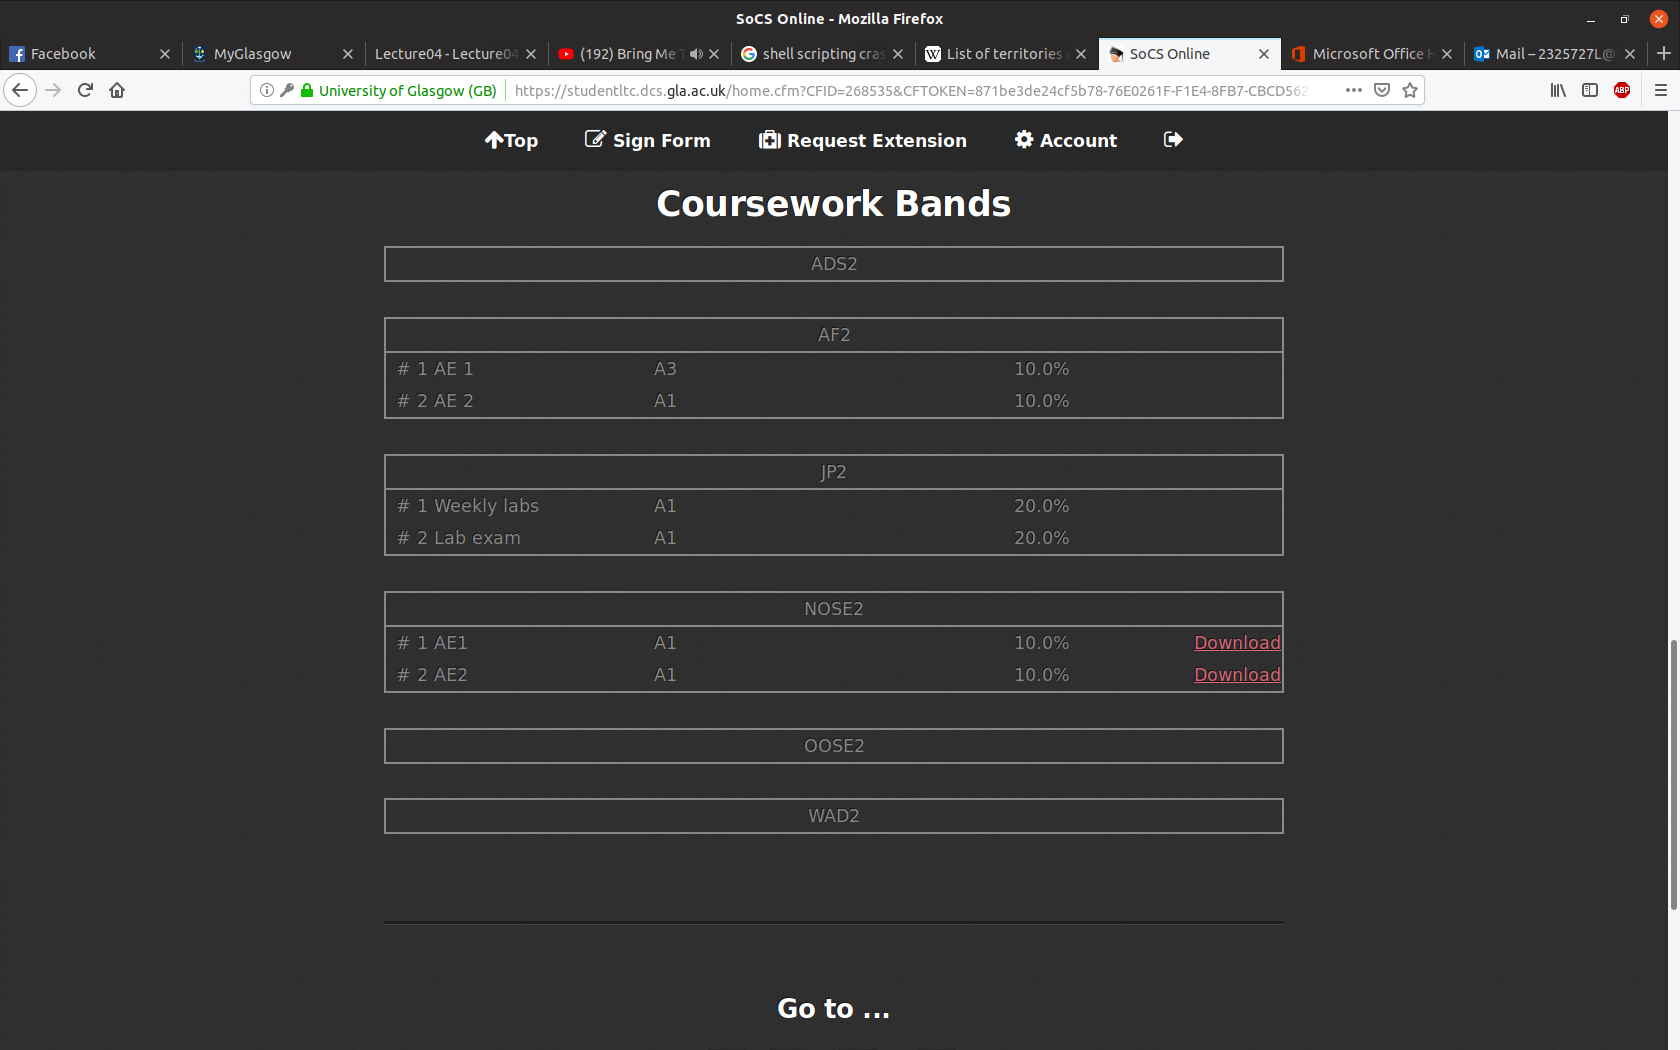 SoCS Online - Mozilla Firefox
Facebook
MyGlasgow
Lecture04 - Lecture04
(192) Bring Me
shell scripting cras
List of territories
SoCS Online
Microsoft Office
Mail – 2325727L@
University of Glasgow (GB)
https://studentltc.dcs.gla.ac.uk/home.cfm?CFID=268535&CFTOKEN=871be3de24cf5b78-76E0261F-F1E4-8FB7-CBCD562
ABP
Top
Sign Form
Request Extension
Account
Coursework Bands
ADS2
AF2
# 1 AE 1 A3 10.0%
# 2 AE 2 A1 10.0%
JP2
# 1 Weekly labs A1 20.0%
# 2 Lab exam A1 20.0%
NOSE2
# 1 AE1 A1 10.0% Download
# 2 AE2 A1 10.0% Download
OOSE2
WAD2
Go to ...